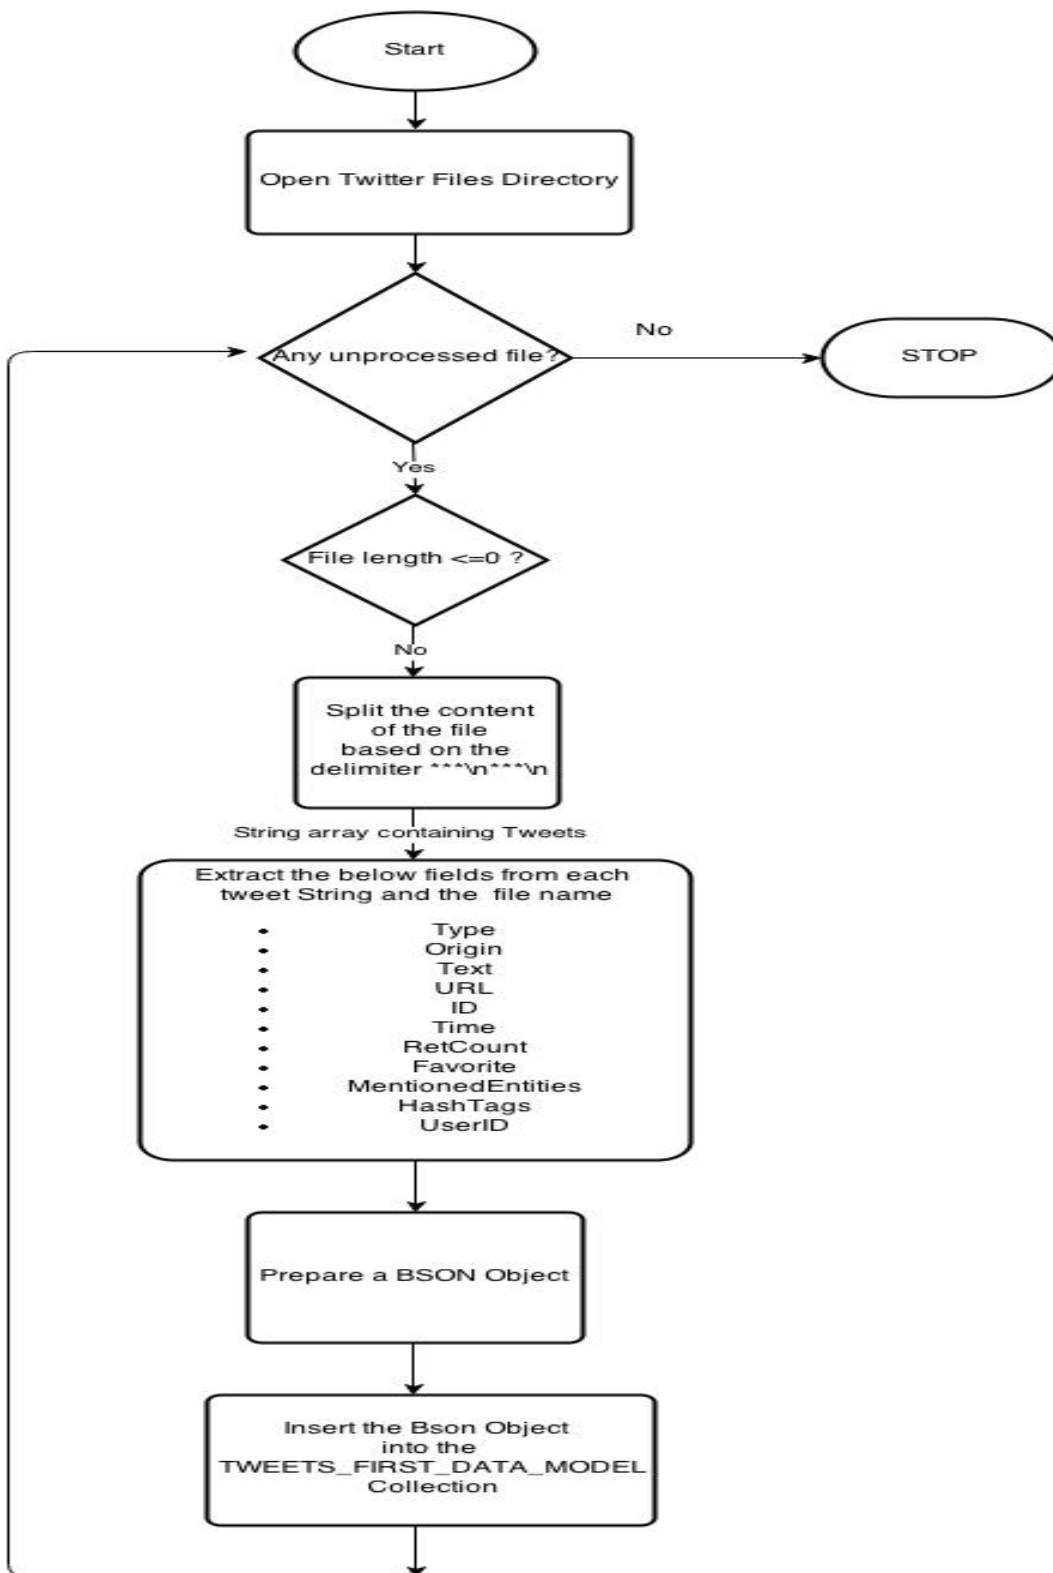 Start
Open Twitter Files Directory
Any unprocessed file?
No
STOP
Yes
File length <=0 ?
No
Split the content
of the file
based on the
delimiter ***\n***\n
String array containing Tweets
Extract the below fields from each
tweet String and the file name
• Type
• Origin
• Text
• URL
• ID
• Time
• RetCount
• Favorite
• MentionedEntities
• HashTags
• UserID
Prepare a BSON Object
Insert the Bson Object
into the
TWEETS_FIRST_DATA_MODEL
Collection